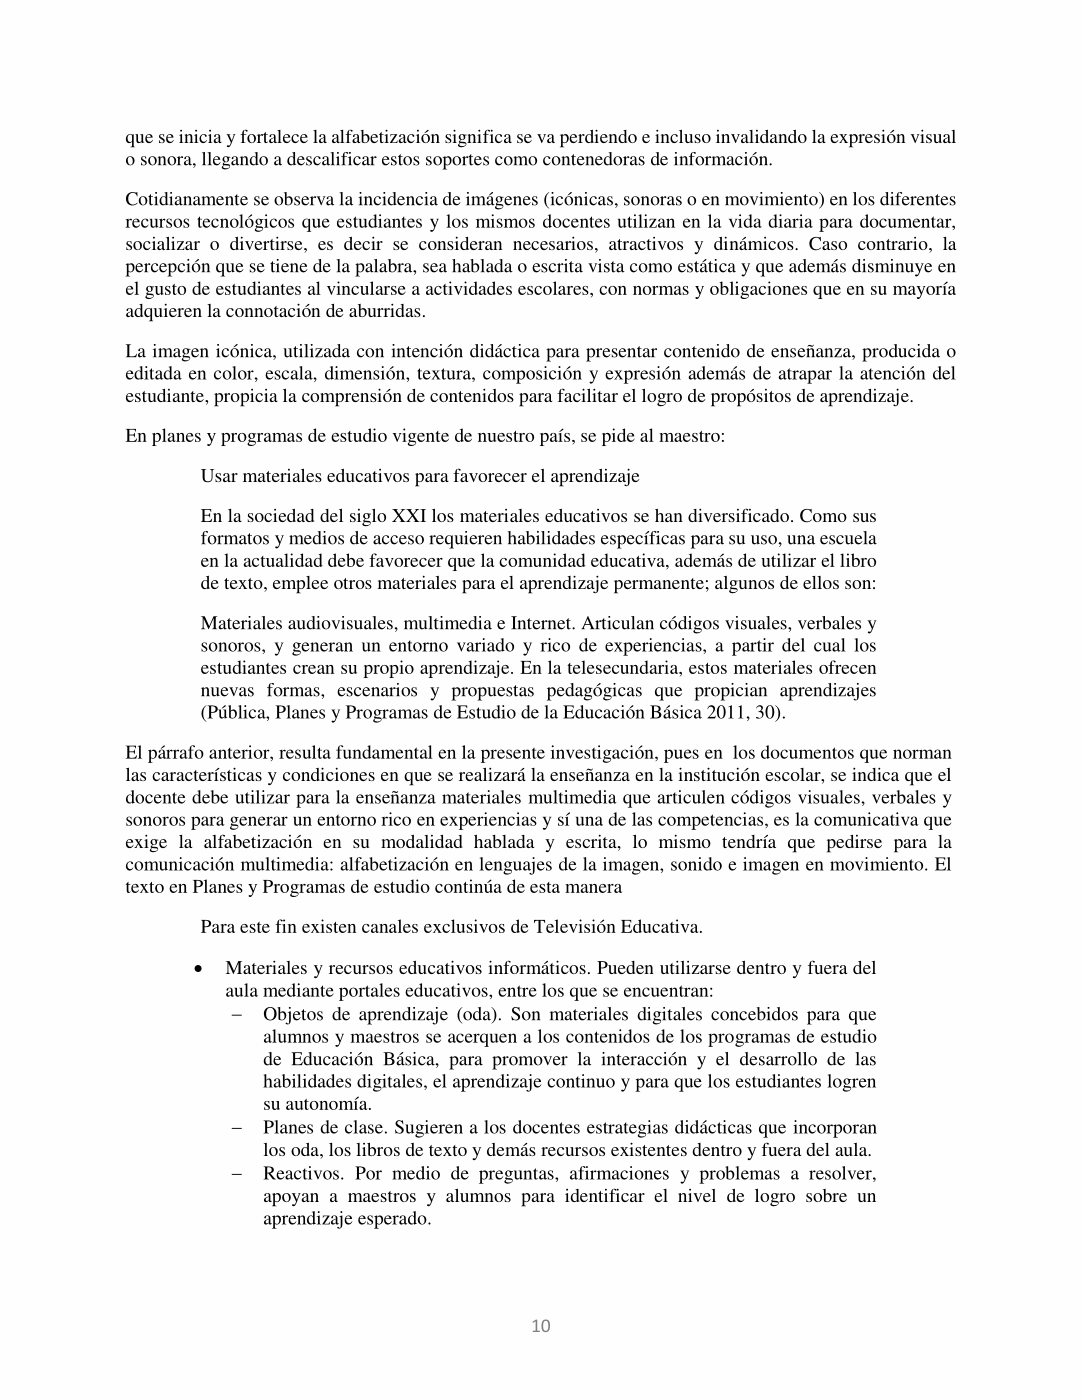 que se inicia y fortalece la alfabetización significa se va perdiendo e incluso invalidando la expresión visual
o sonora, llegando a descalificar estos soportes como contenedoras de información.
Cotidianamente se observa la incidencia de imágenes (icónicas, sonoras o en movimiento) en los diferentes
recursos tecnológicos que estudiantes y los mismos docentes utilizan en la vida diaria para documentar,
socializar o divertirse, es decir se consideran necesarios, atractivos y dinámicos. Caso contrario, la
percepción que se tiene de la palabra, sea hablada o escrita vista como estática y que además disminuye en
el gusto de estudiantes al vincularse a actividades escolares, con normas y obligaciones que en su mayoría
adquieren la connotación de aburridas.
La imagen icónica, utilizada con intención didáctica para presentar contenido de enseñanza, producida o
editada en color, escala, dimensión, textura, composición y expresión además de atrapar la atención del
estudiante, propicia la comprensión de contenidos para facilitar el logro de propósitos de aprendizaje.
En planes y programas de estudio vigente de nuestro país, se pide al maestro:
Usar materiales educativos para favorecer el aprendizaje
En la sociedad del siglo XXI los materiales educativos se han diversificado. Como sus
formatos y medios de acceso requieren habilidades específicas para su uso, una escuela
en la actualidad debe favorecer que la comunidad educativa, además de utilizar el libro
de texto, emplee otros materiales para el aprendizaje permanente; algunos de ellos son:
Materiales audiovisuales, multimedia e Internet. Articulan códigos visuales, verbales y
sonoros, y generan un entorno variado y rico de experiencias, a partir del cual los
estudiantes crean su propio aprendizaje. En la telesecundaria, estos materiales ofrecen
nuevas formas, escenarios y propuestas pedagógicas que propician aprendizajes
(Pública, Planes y Programas de Estudio de la Educación Básica 2011, 30).
El párrafo anterior, resulta fundamental en la presente investigación, pues en  los documentos que norman
las características y condiciones en que se realizará la enseñanza en la institución escolar, se indica que el
docente debe utilizar para la enseñanza materiales multimedia que articulen códigos visuales, verbales y
sonoros para generar un entorno rico en experiencias y sí una de las competencias, es la comunicativa que
exige la alfabetización en su modalidad hablada y escrita, lo mismo tendría que pedirse para la
comunicación multimedia: alfabetización en lenguajes de la imagen, sonido e imagen en movimiento. El
texto en Planes y Programas de estudio continúa de esta manera
Para este fin existen canales exclusivos de Televisión Educativa.
• Materiales y recursos educativos informáticos. Pueden utilizarse dentro y fuera del
aula mediante portales educativos, entre los que se encuentran:
− Objetos de aprendizaje (oda). Son materiales digitales concebidos para que
alumnos y maestros se acerquen a los contenidos de los programas de estudio
de Educación Básica, para promover la interacción y el desarrollo de las
habilidades digitales, el aprendizaje continuo y para que los estudiantes logren
su autonomía.
− Planes de clase. Sugieren a los docentes estrategias didácticas que incorporan
los oda, los libros de texto y demás recursos existentes dentro y fuera del aula.
− Reactivos. Por medio de preguntas, afirmaciones y problemas a resolver,
apoyan a maestros y alumnos para identificar el nivel de logro sobre un
aprendizaje esperado.
10